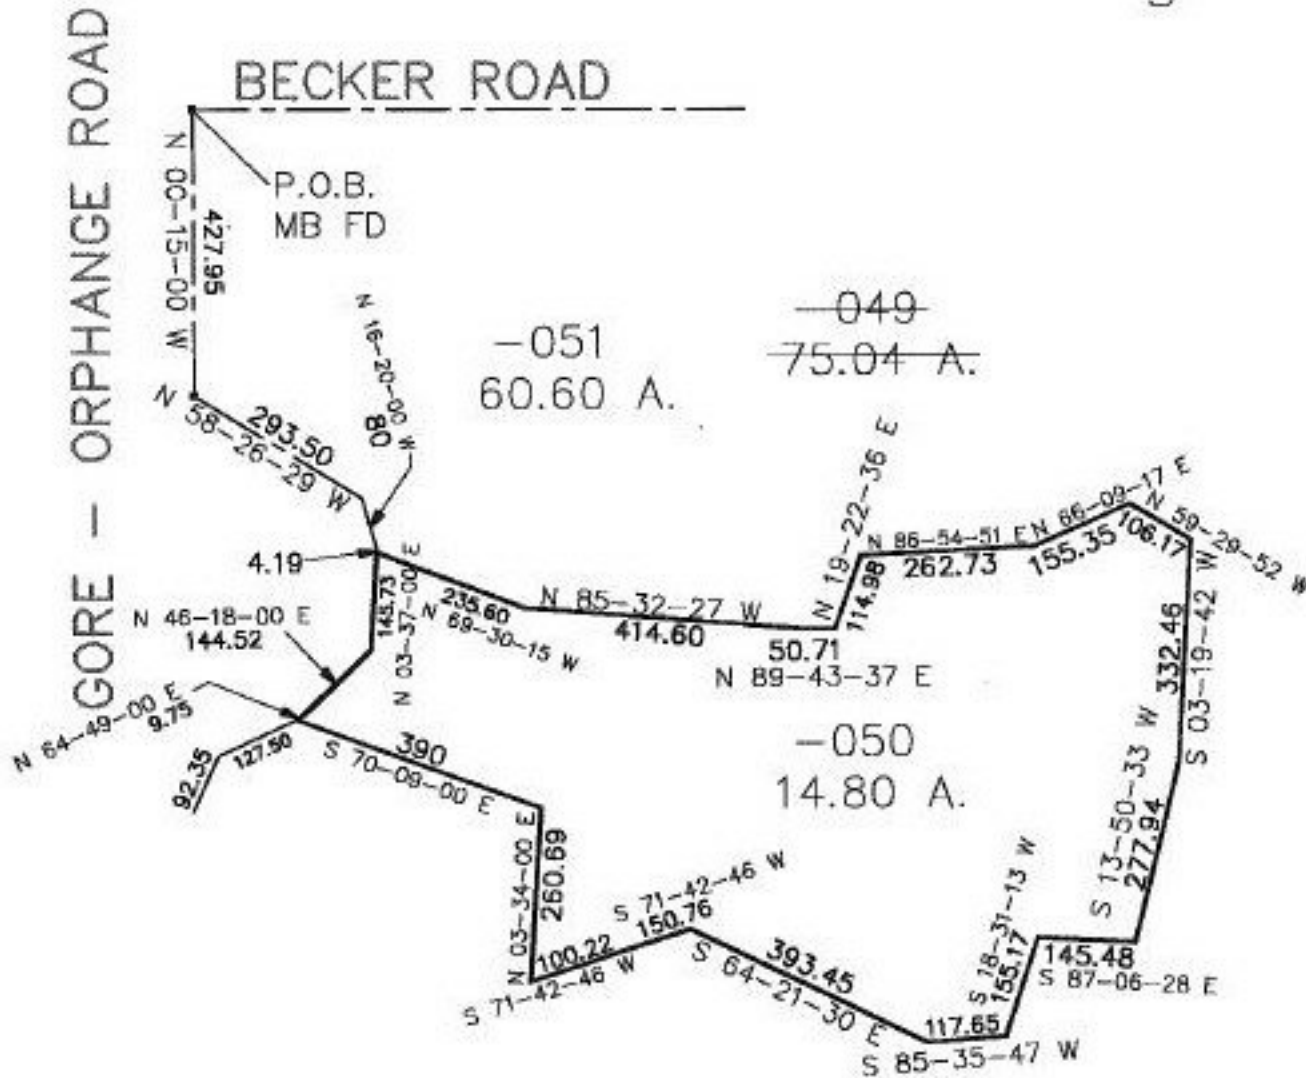 BECKER ROAD
GORE - ORPHANGE ROAD
P.O.B.
MB FD
N 00-15-00 W
427.95
N 58-26-29 W
293.50
N 16-20-00 W
80
-051
60.60 A.
-049
75.04 A.
4.19
145.73
N 03-37-00 E
N 46-18-00 E
144.52
N 64-49-00 E
9.75
127.50
92.35
235.60
N 69-30-15 W
N 85-32-27 W
414.60
50.71
N 89-43-37 E
N 19-22-36 E
114.98
N 86-54-51 E
262.73
N 66-09-17 E
155.35
N 59-29-52 W
106.17
332.46
S 03-19-42 W
S 13-50-33 W
277.94
-050
14.80 A.
390
S 70-09-00 E
N 03-34-00 E
260.69
S 71-42-46 W
150.76
100.22
S 71-42-46 W
393.45
S 64-21-30 E
S 18-31-13 W
155.17
145.48
S 87-06-28 E
117.65
S 85-35-47 W